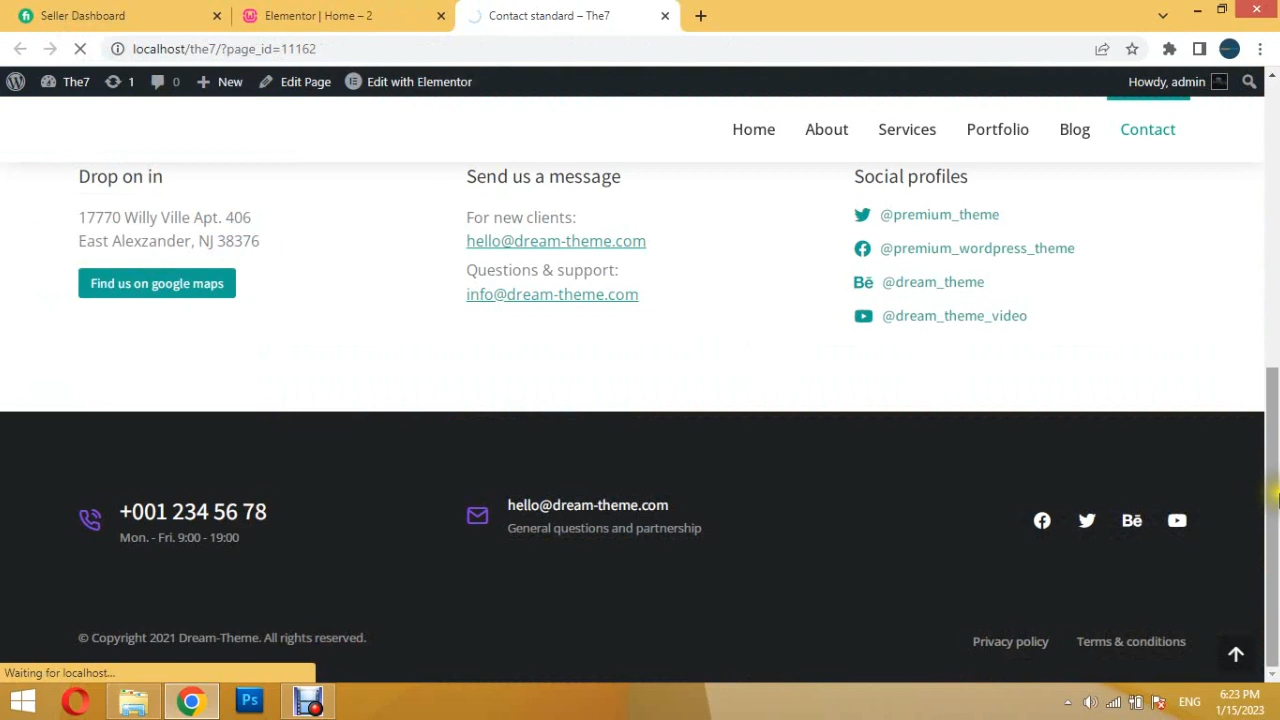 Seller Dashboard
Elementor | Home – 2
Contact standard – The7
localhost/the7/?page_id=11162
The7
1
0
New
Edit Page
Edit with Elementor
Howdy, admin
Home
About
Services
Portfolio
Blog
Contact
Drop on in
17770 Willy Ville Apt. 406
East Alexzander, NJ 38376
Find us on google maps
Send us a message
For new clients:
hello@dream-theme.com
Questions & support:
info@dream-theme.com
Social profiles
@premium_theme
@premium_wordpress_theme
Bē @dream_theme
@dream_theme_video
+001 234 56 78
Mon. - Fri. 9:00 - 19:00
hello@dream-theme.com
General questions and partnership
Bē
© Copyright 2021 Dream-Theme. All rights reserved.
Privacy policy
Terms & conditions
Waiting for localhost...
Ps
ENG
6:23 PM
1/15/2023